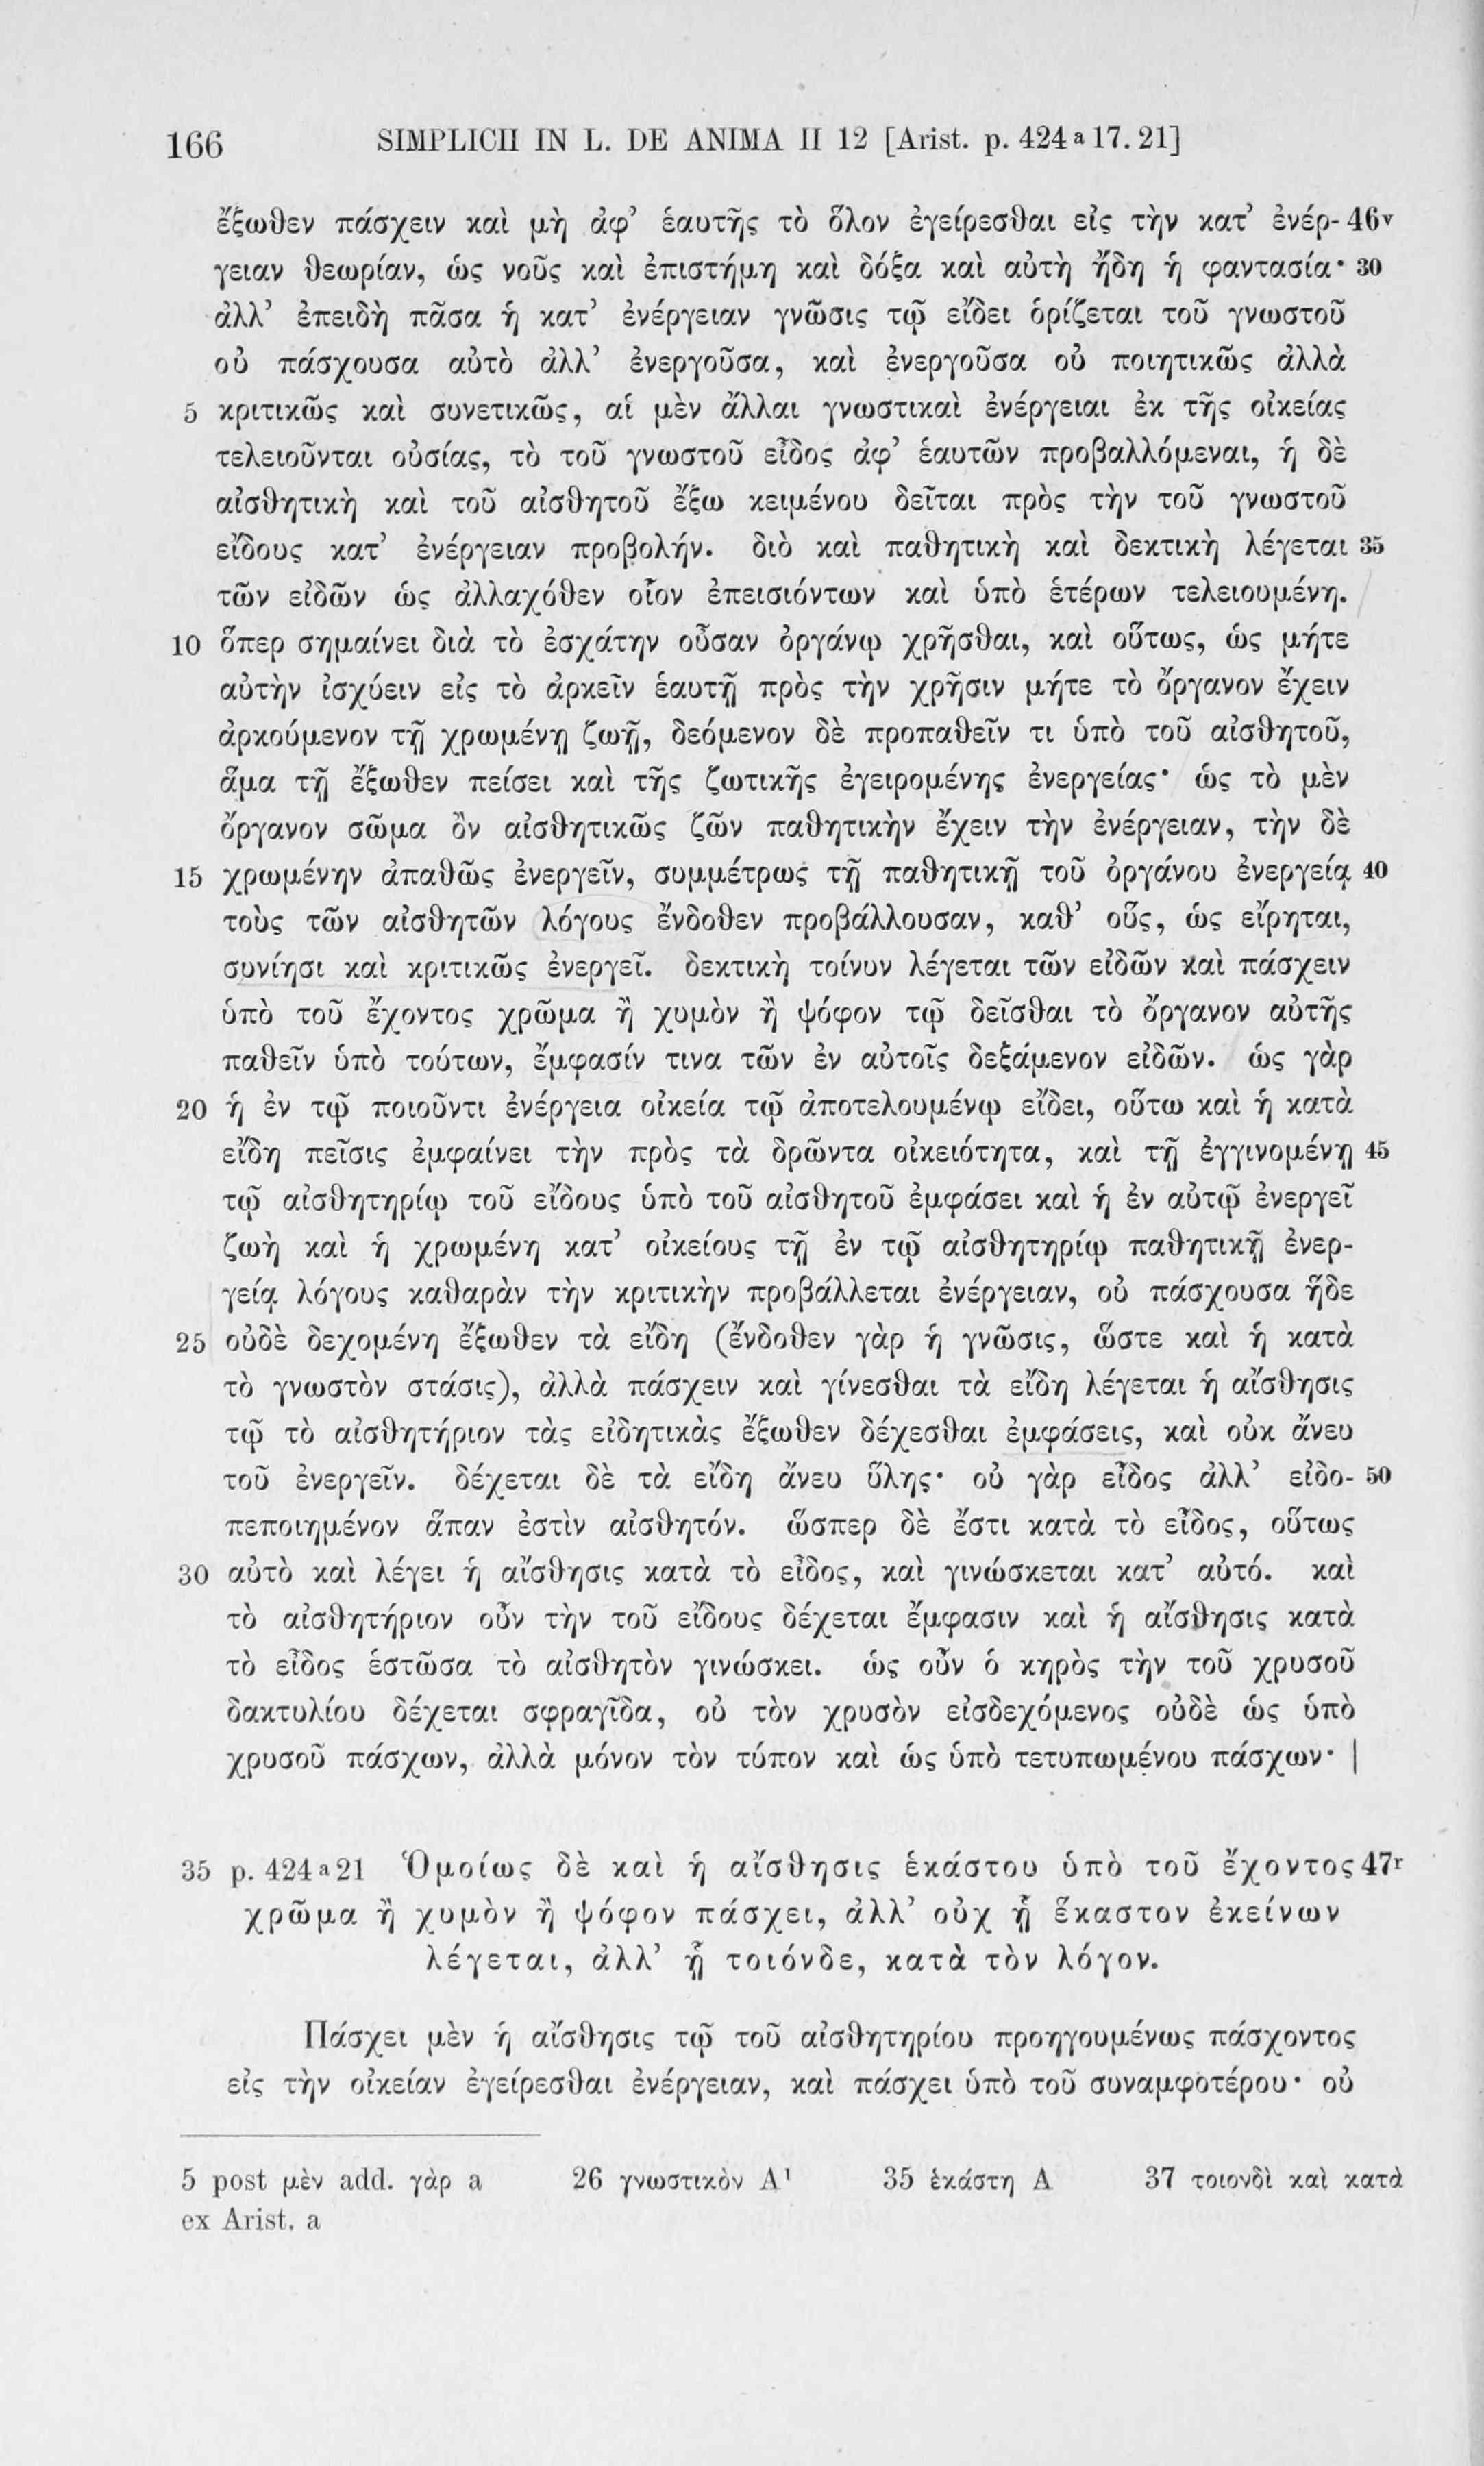 166 SIMPLICII IN L. DE ANIMA II 12 [Arist. p. 424 a 17. 21]
ἔξωθεν πάσχειν καὶ μὴ ἀφ’ ἑαυτῆς τὸ ὅλον ἐγείρεσθαι εἰς τὴν κατ’ ἐνέρ- 46v
γειαν θεωρίαν, ὡς νοῦς καὶ ἐπιστήμη καὶ δόξα καὶ αὐτὴ ἤδη ἡ φαντασία· 30
ἀλλ’ ἐπειδὴ πᾶσα ἡ κατ’ ἐνέργειαν γνῶσις τῷ εἴδει ὁρίζεται τοῦ γνωστοῦ
οὐ πάσχουσα αὐτὸ ἀλλ’ ἐνεργοῦσα, καὶ ἐνεργοῦσα οὐ ποιητικῶς ἀλλὰ
5 κριτικῶς καὶ συνετικῶς, αἱ μὲν ἄλλαι γνωστικαὶ ἐνέργειαι ἐκ τῆς οἰκείας
τελειοῦνται οὐσίας, τὸ τοῦ γνωστοῦ εἶδος ἀφ’ ἑαυτῶν προβαλλόμεναι, ἡ δὲ
αἰσθητικὴ καὶ τοῦ αἰσθητοῦ ἔξω κειμένου δεῖται πρὸς τὴν τοῦ γνωστοῦ
εἴδους κατ’ ἐνέργειαν προβολήν. διὸ καὶ παθητικὴ καὶ δεκτικὴ λέγεται 35
τῶν εἰδῶν ὡς ἀλλαχόθεν οἷον ἐπεισιόντων καὶ ὑπὸ ἑτέρων τελειουμένη.
10 ὅπερ σημαίνει διὰ τὸ ἐσχάτην οὖσαν ὀργάνῳ χρῆσθαι, καὶ οὕτως, ὡς μήτε
αὐτὴν ἰσχύειν εἰς τὸ ἀρκεῖν ἑαυτῇ πρὸς τὴν χρῆσιν μήτε τὸ ὄργανον ἔχειν
ἀρκούμενον τῇ χρωμένῃ ζωῇ, δεόμενον δὲ προπαθεῖν τι ὑπὸ τοῦ αἰσθητοῦ,
ἅμα τῇ ἔξωθεν πείσει καὶ τῆς ζωτικῆς ἐγειρομένης ἐνεργείας· ὡς τὸ μὲν
ὄργανον σῶμα ὂν αἰσθητικῶς ζῶν παθητικὴν ἔχειν τὴν ἐνέργειαν, τὴν δὲ
15 χρωμένην ἀπαθῶς ἐνεργεῖν, συμμέτρως τῇ παθητικῇ τοῦ ὀργάνου ἐνεργείᾳ 40
τοὺς τῶν αἰσθητῶν λόγους ἔνδοθεν προβάλλουσαν, καθ’ οὕς, ὡς εἴρηται,
συνίησι καὶ κριτικῶς ἐνεργεῖ. δεκτικὴ τοίνυν λέγεται τῶν εἰδῶν καὶ πάσχειν
ὑπὸ τοῦ ἔχοντος χρῶμα ἢ χυμὸν ἢ ψόφον τῷ δεῖσθαι τὸ ὄργανον αὐτῆς
παθεῖν ὑπὸ τούτων, ἔμφασίν τινα τῶν ἐν αὐτοῖς δεξάμενον εἰδῶν. ὡς γὰρ
20 ἡ ἐν τῷ ποιοῦντι ἐνέργεια οἰκεία τῷ ἀποτελουμένῳ εἴδει, οὕτω καὶ ἡ κατὰ
εἴδη πεῖσις ἐμφαίνει τὴν πρὸς τὰ δρῶντα οἰκειότητα, καὶ τῇ ἐγγινομένῃ 45
τῷ αἰσθητηρίῳ τοῦ εἴδους ὑπὸ τοῦ αἰσθητοῦ ἐμφάσει καὶ ἡ ἐν αὐτῷ ἐνεργεῖ
ζωὴ καὶ ἡ χρωμένη κατ’ οἰκείους τῇ ἐν τῷ αἰσθητηρίῳ παθητικῇ ἐνερ-
γείᾳ λόγους καθαρὰν τὴν κριτικὴν προβάλλεται ἐνέργειαν, οὐ πάσχουσα ἥδε
25 οὐδὲ δεχομένη ἔξωθεν τὰ εἴδη (ἔνδοθεν γὰρ ἡ γνῶσις, ὥστε καὶ ἡ κατὰ
τὸ γνωστὸν στάσις), ἀλλὰ πάσχειν καὶ γίνεσθαι τὰ εἴδη λέγεται ἡ αἴσθησις
τῷ τὸ αἰσθητήριον τὰς εἰδητικὰς ἔξωθεν δέχεσθαι ἐμφάσεις, καὶ οὐκ ἄνευ
τοῦ ἐνεργεῖν. δέχεται δὲ τὰ εἴδη ἄνευ ὕλης· οὐ γὰρ εἶδος ἀλλ’ εἰδο- 50
πεποιημένον ἅπαν ἐστὶν αἰσθητόν. ὥσπερ δὲ ἔστι κατὰ τὸ εἶδος, οὕτως
30 αὐτὸ καὶ λέγει ἡ αἴσθησις κατὰ τὸ εἶδος, καὶ γινώσκεται κατ’ αὐτό. καὶ
τὸ αἰσθητήριον οὖν τὴν τοῦ εἴδους δέχεται ἔμφασιν καὶ ἡ αἴσθησις κατὰ
τὸ εἶδος ἑστῶσα τὸ αἰσθητὸν γινώσκει. ὡς οὖν ὁ κηρὸς τὴν τοῦ χρυσοῦ
δακτυλίου δέχεται σφραγῖδα, οὐ τὸν χρυσὸν εἰσδεχόμενος οὐδὲ ὡς ὑπὸ
χρυσοῦ πάσχων, ἀλλὰ μόνον τὸν τύπον καὶ ὡς ὑπὸ τετυπωμένου πάσχων· |
35 p. 424 a 21 Ὁμοίως δὲ καὶ ἡ αἴσθησις ἑκάστου ὑπὸ τοῦ ἔχοντος 47r
χρῶμα ἢ χυμὸν ἢ ψόφον πάσχει, ἀλλ’ οὐχ ᾗ ἕκαστον ἐκείνων
λέγεται, ἀλλ’ ᾗ τοιόνδε, κατὰ τὸν λόγον.
Πάσχει μὲν ἡ αἴσθησις τῷ τοῦ αἰσθητηρίου προηγουμένως πάσχοντος
εἰς τὴν οἰκείαν ἐγείρεσθαι ἐνέργειαν, καὶ πάσχει ὑπὸ τοῦ συναμφοτέρου· οὐ
5 post μὲν add. γὰρ a 26 γνωστικὸν A¹ 35 ἑκάστη A 37 τοιονδὶ καὶ κατὰ
ex Arist. a